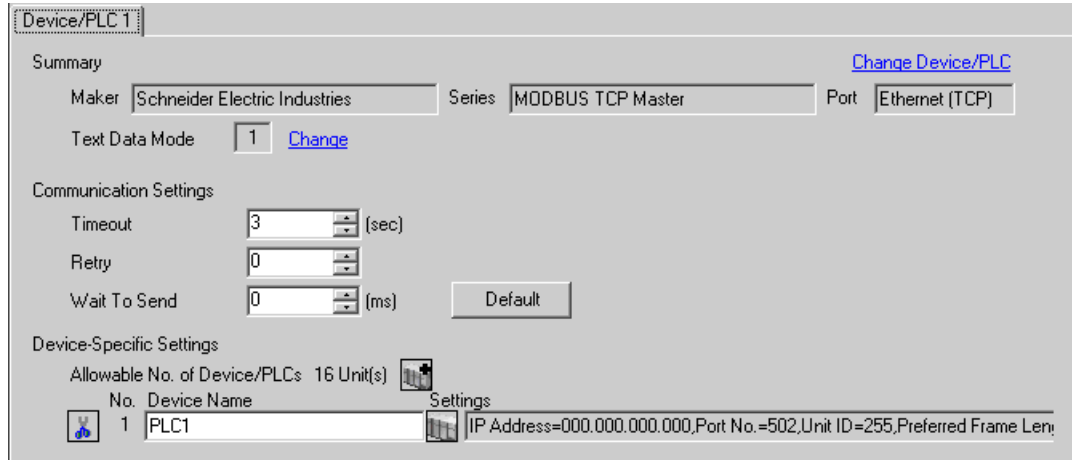 Device/PLC 1
Summary Change Device/PLC
Maker Schneider Electric Industries Series MODBUS TCP Master Port Ethernet (TCP)
Text Data Mode 1 Change
Communication Settings
Timeout 3 (sec)
Retry 0
Wait To Send 0 (ms) Default
Device-Specific Settings
Allowable No. of Device/PLCs 16 Unit(s)
No. Device Name Settings
1 PLC1 IP Address=000.000.000.000,Port No.=502,Unit ID=255,Preferred Frame